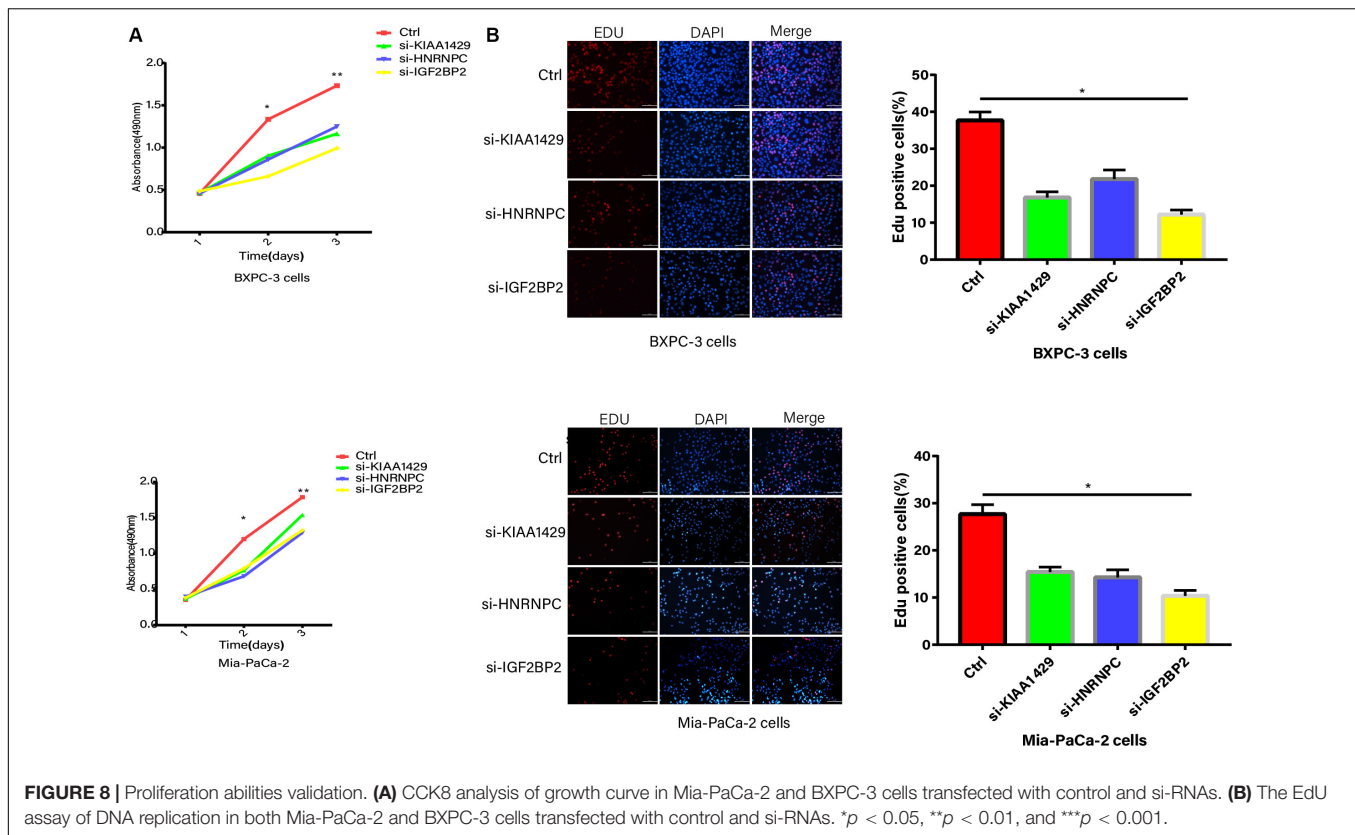 A
Ctrl
si-KIAA1429
si-HNRNPC
si-IGF2BP2
2.0
1.5
1.0
0.5
0.0
Absorbance(490nm)
*
**
1 2 3
Time(days)
BXPC-3 cells
B
EDU DAPI Merge
Ctrl
si-KIAA1429
si-HNRNPC
si-IGF2BP2
BXPC-3 cells
50
40
30
20
10
0
Edu positive cells(%)
*
Ctrl
si-KIAA1429
si-HNRNPC
si-IGF2BP2
BXPC-3 cells
Ctrl
si-KIAA1429
si-HNRNPC
si-IGF2BP2
2.0
1.5
1.0
0.5
0.0
Absorbance(490nm)
*
**
1 2 3
Time(days)
Mia-PaCa-2
EDU DAPI Merge
Ctrl
si-KIAA1429
si-HNRNPC
si-IGF2BP2
Mia-PaCa-2 cells
40
30
20
10
0
Edu positive cells(%)
*
Ctrl
si-KIAA1429
si-HNRNPC
si-IGF2BP2
Mia-PaCa-2 cells
FIGURE 8 | Proliferation abilities validation. (A) CCK8 analysis of growth curve in Mia-PaCa-2 and BXPC-3 cells transfected with control and si-RNAs. (B) The EdU
assay of DNA replication in both Mia-PaCa-2 and BXPC-3 cells transfected with control and si-RNAs. *p < 0.05, **p < 0.01, and ***p < 0.001.